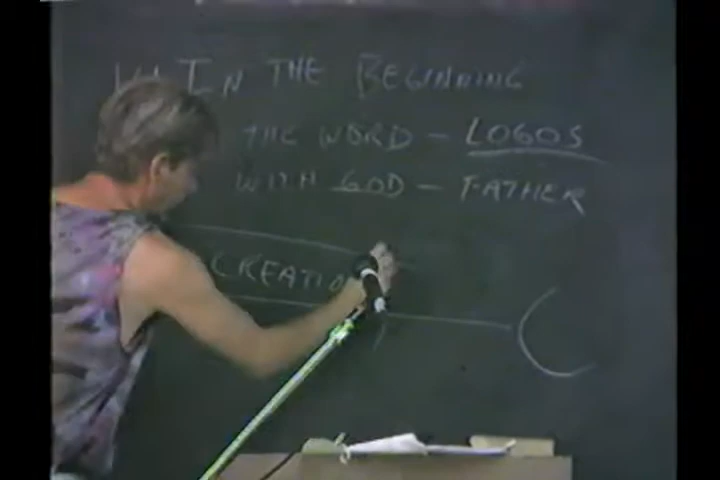 IN THE BEGINNING
THE WORD — LOGOS
WITH GOD — FATHER
CREATIO